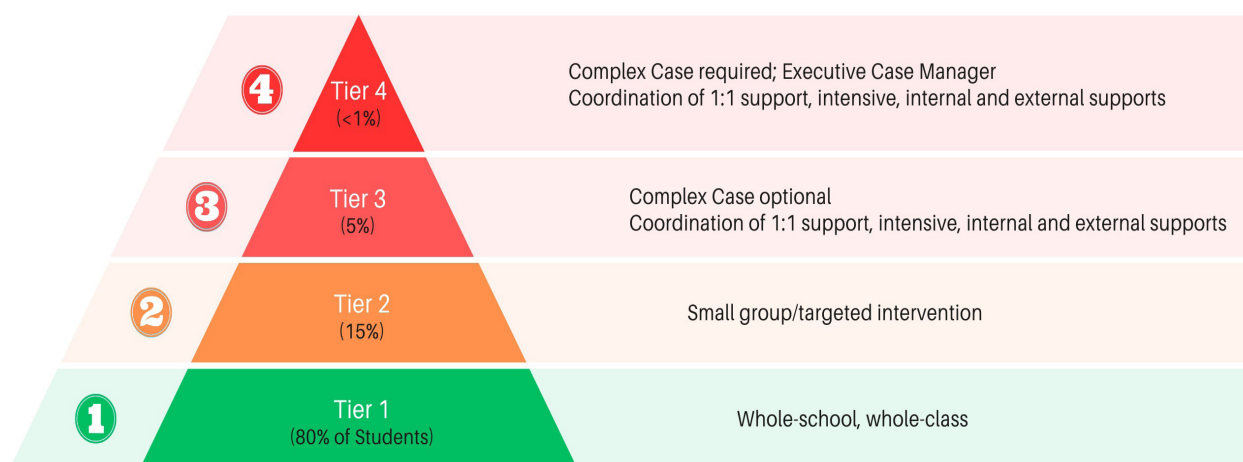 4
Tier 4
(<1%)
Complex Case required; Executive Case Manager
Coordination of 1:1 support, intensive, internal and external supports
3
Tier 3
(5%)
Complex Case optional
Coordination of 1:1 support, intensive, internal and external supports
2
Tier 2
(15%)
Small group/targeted intervention
1
Tier 1
(80% of Students)
Whole-school, whole-class